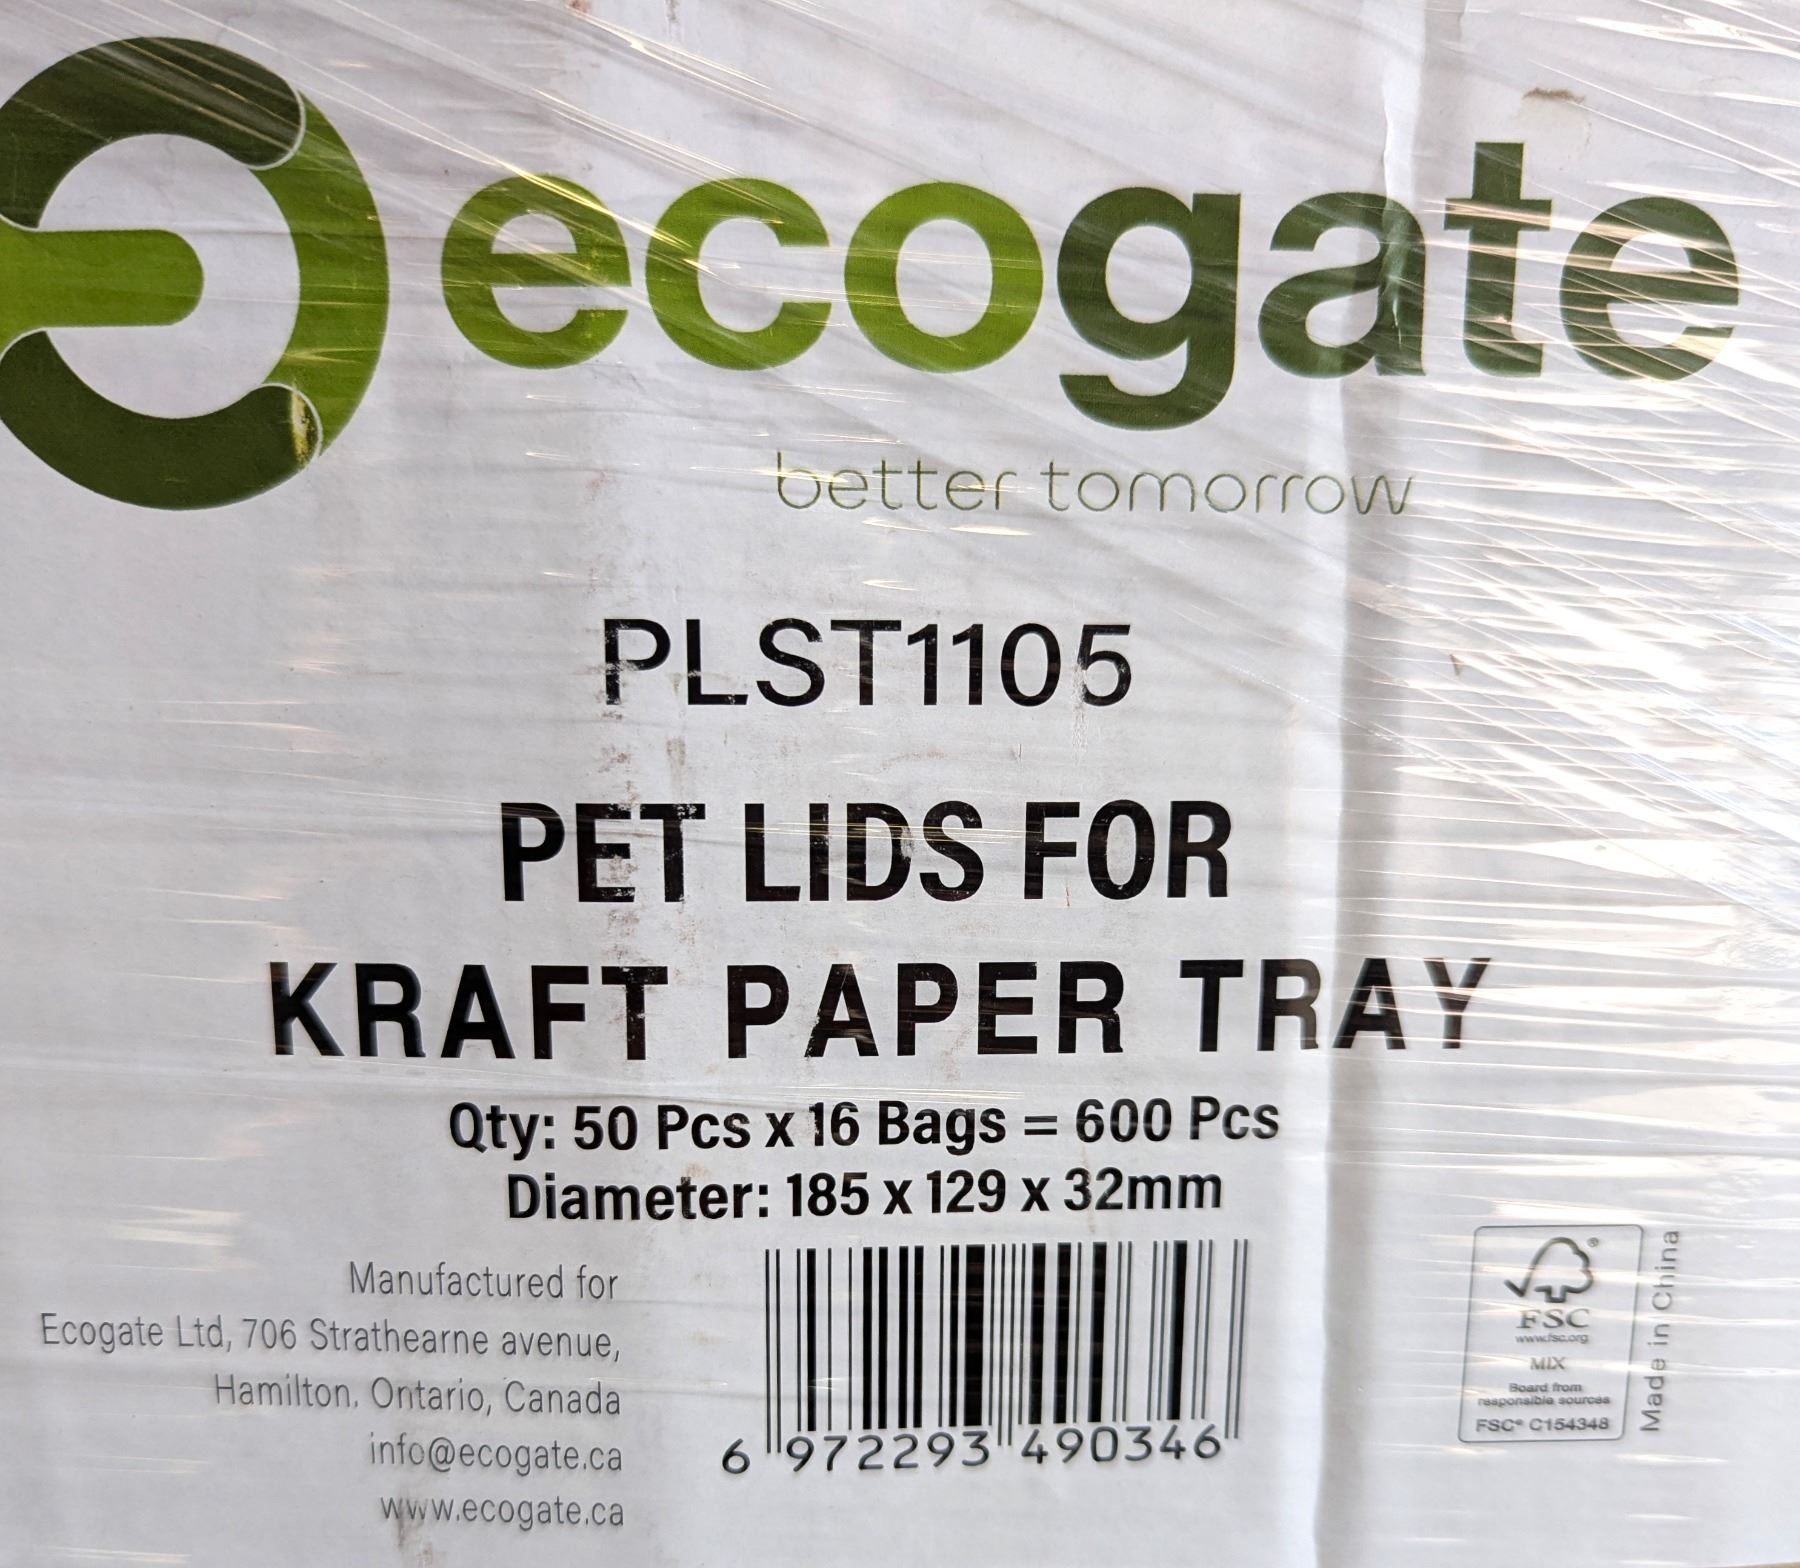 ecogate
better tomorrow
PLST1105
PET LIDS FOR
KRAFT PAPER TRAY
Qty: 50 Pcs x 16 Bags = 600 Pcs
Diameter: 185 x 129 x 32mm
Manufactured for
Ecogate Ltd, 706 Strathearne avenue,
Hamilton, Ontario, Canada
info@ecogate.ca
www.ecogate.ca
6 972293 490346
FSC
www.fsc.org
MIX
Board from
responsible sources
FSC® C154348
Made in China